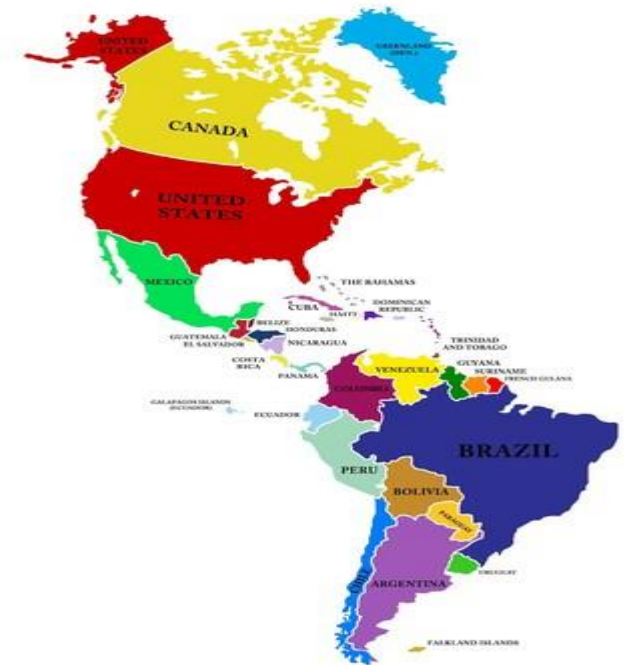 UNITED
STATES
GREENLAND
(DEN.)
CANADA
UNITED
STATES
MEXICO
THE BAHAMAS
CUBA
HAITI
DOMINICAN
REPUBLIC
BELIZE
HONDURAS
GUATEMALA
EL SALVADOR
NICARAGUA
COSTA
RICA
PANAMA
TRINIDAD
AND TOBAGO
GUYANA
SURINAME
FRENCH GUIANA
VENEZUELA
COLOMBIA
GALAPAGOS ISLANDS
(ECUADOR)
ECUADOR
BRAZIL
PERU
BOLIVIA
PARAGUAY
CHILE
ARGENTINA
URUGUAY
FALKLAND ISLANDS